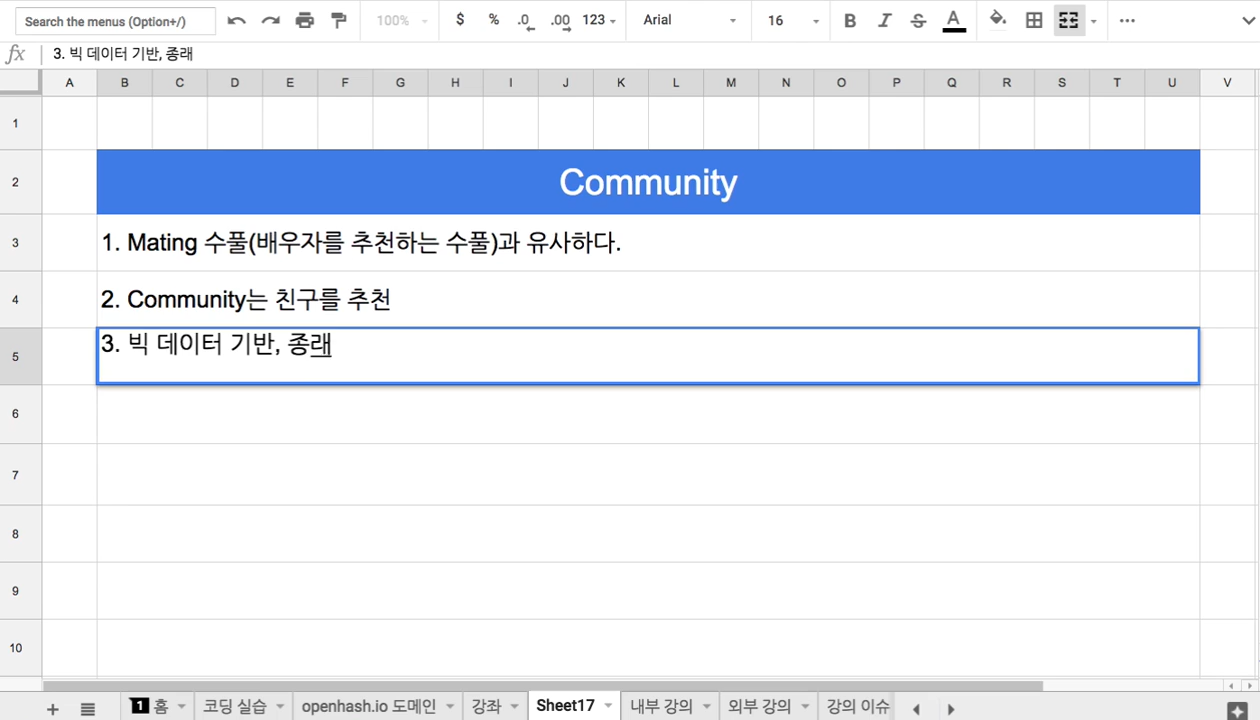 Search the menus (Option+/)
100%
$ % .0 .00 123
Arial
16
B I S A
fx 3. 빅 데이터 기반, 종래
A B C D E F G H I J K L M N O P Q R S T U V
1
2 Community
3 1. Mating 수풀(배우자를 추천하는 수풀)과 유사하다.
4 2. Community는 친구를 추천
5 3. 빅 데이터 기반, 종래
6
7
8
9
10
1 홈 코딩 실습 openhash.io 도메인 강좌 Sheet17 내부 강의 외부 강의 강의 이슈